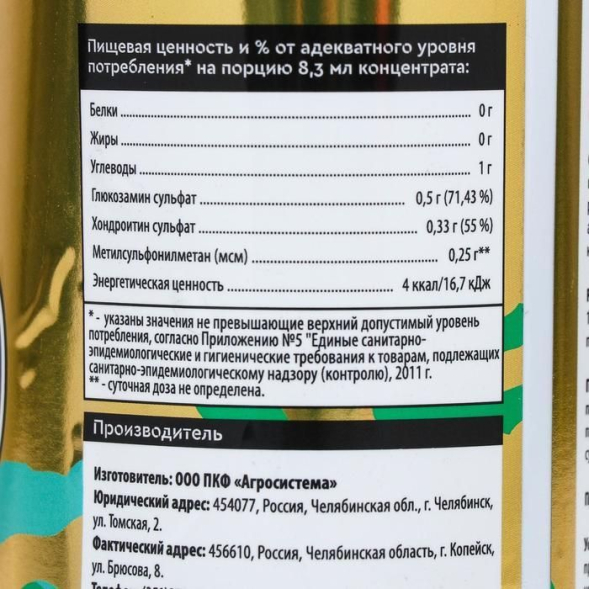 Пищевая ценность и % от адекватного уровня
потребления* на порцию 8,3 мл концентрата:
Белки ........ 0 г
Жиры ........ 0 г
Углеводы ........ 1 г
Глюкозамин сульфат ........ 0,5 г (71,43 %)
Хондроитин сульфат ........ 0,33 г (55 %)
Метилсульфонилметан (мсм) ........ 0,25 г**
Энергетическая ценность ........ 4 ккал/16,7 кДж
* - указаны значения не превышающие верхний допустимый уровень
потребления, согласно Приложению №5 "Единые санитарно-
эпидемиологические и гигиенические требования к товарам, подлежащих
санитарно-эпидемиологическому надзору (контролю), 2011 г.
** - суточная доза не определена.
Производитель
Изготовитель: ООО ПКФ «Агросистема»
Юридический адрес: 454077, Россия, Челябинская обл., г. Челябинск,
ул. Томская, 2.
Фактический адрес: 456610, Россия, Челябинская область, г. Копейск,
ул. Брюсова, 8.